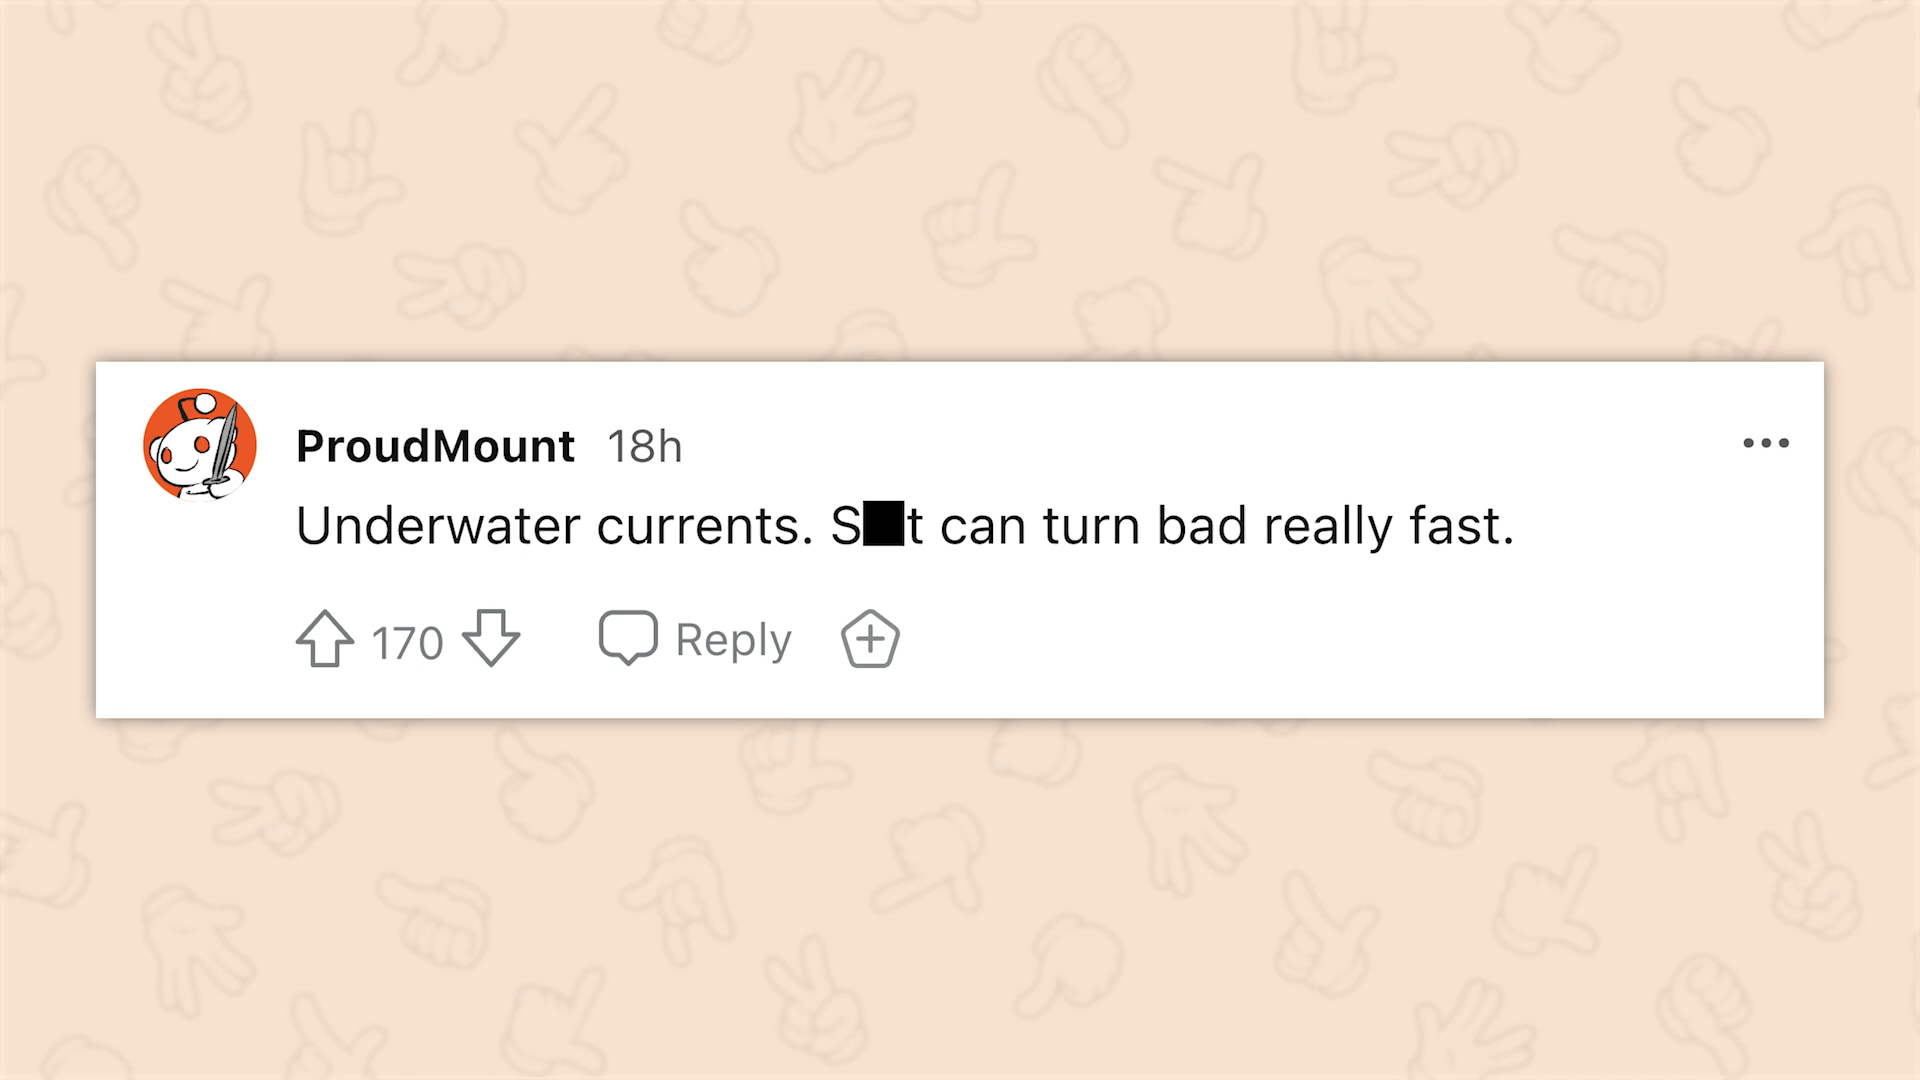 ProudMount 18h
Underwater currents. S■t can turn bad really fast.
170 Reply